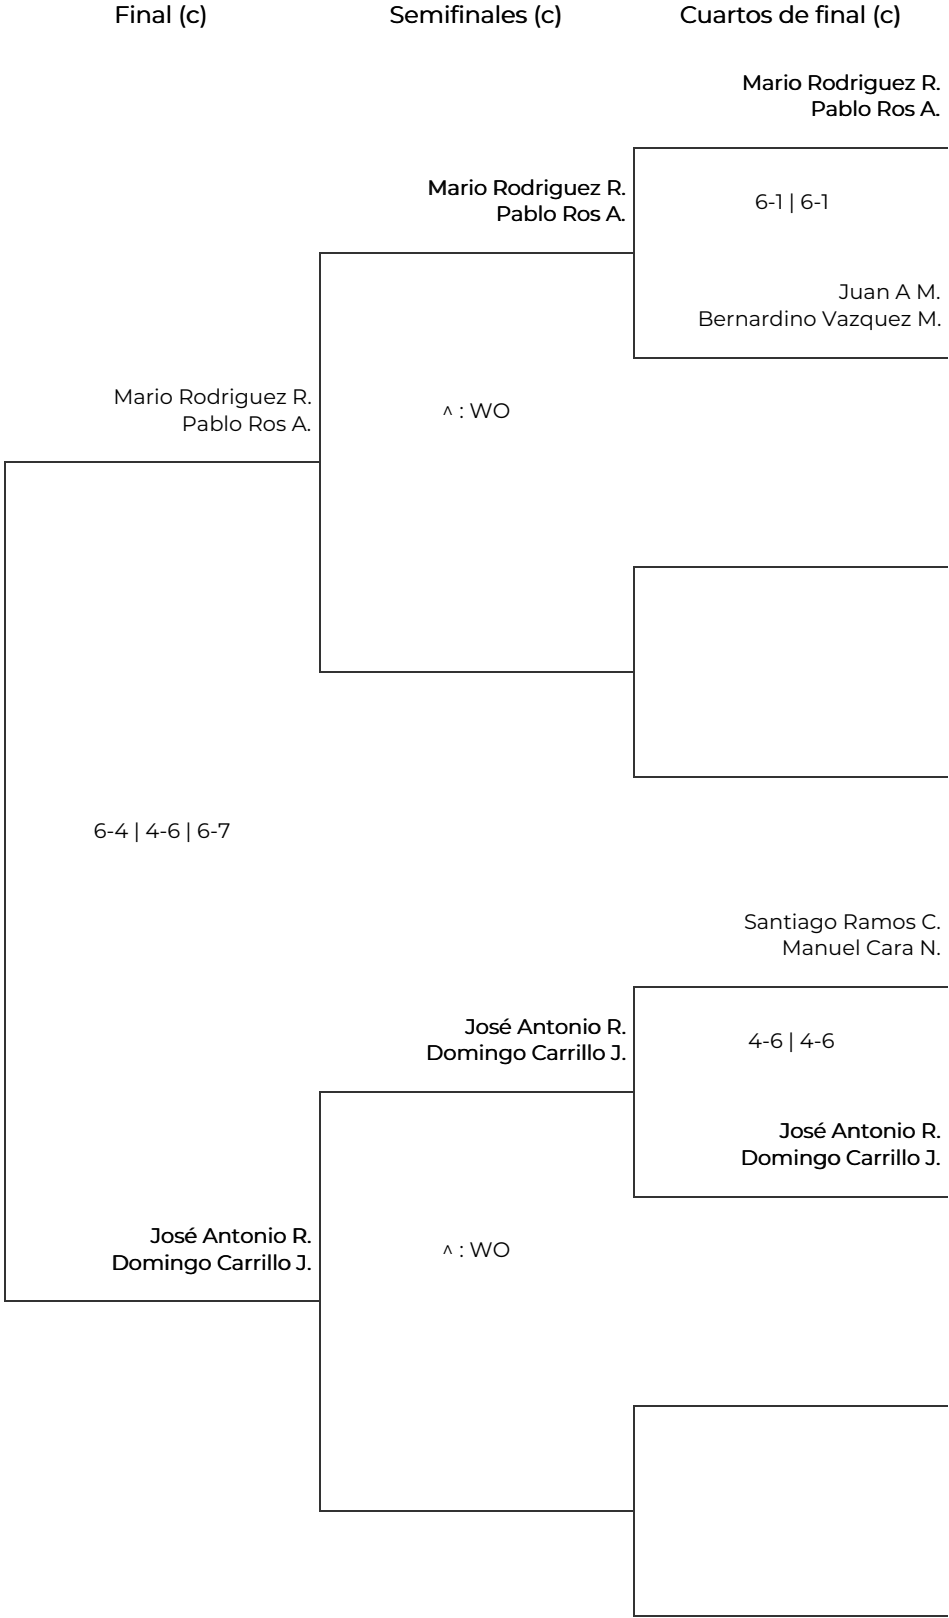 Final (c)
Semifinales (c)
Cuartos de final (c)
Mario Rodriguez R.
Pablo Ros A.
Mario Rodriguez R.
Pablo Ros A.
6-1 | 6-1
Juan A M.
Bernardino Vazquez M.
Mario Rodriguez R.
Pablo Ros A.
^ : WO
6-4 | 4-6 | 6-7
Santiago Ramos C.
Manuel Cara N.
José Antonio R.
Domingo Carrillo J.
4-6 | 4-6
José Antonio R.
Domingo Carrillo J.
José Antonio R.
Domingo Carrillo J.
^ : WO